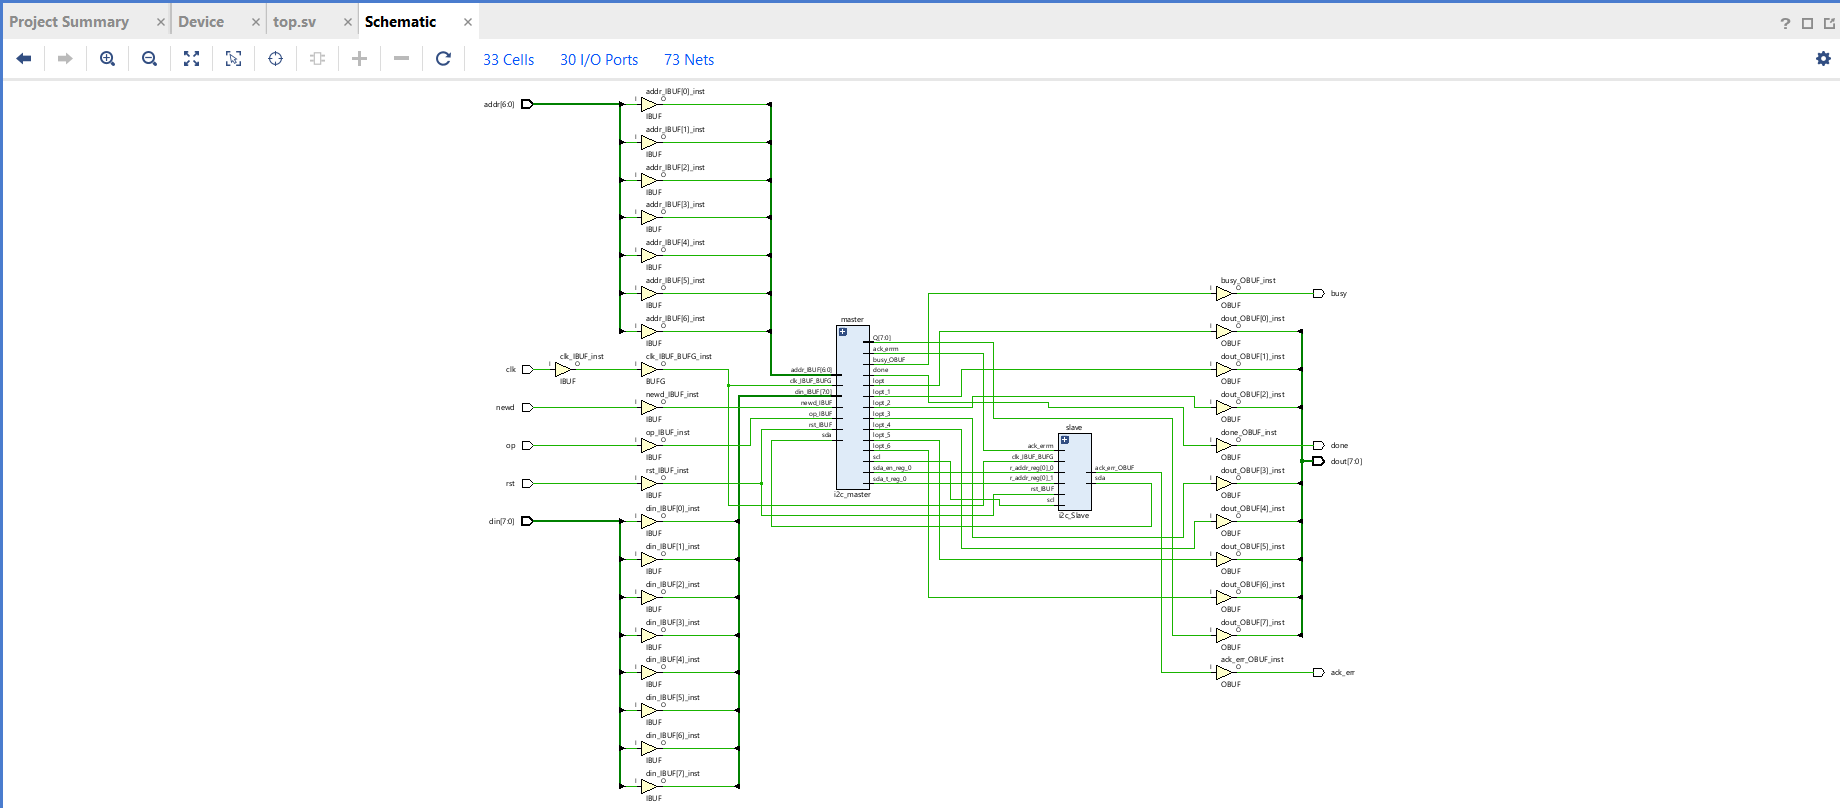 Project Summary × Device × top.sv × Schematic ×
?
33 Cells 30 I/O Ports 73 Nets
addr[6:0]
addr_IBUF[0]_inst
I O
IBUF
addr_IBUF[1]_inst
I O
IBUF
addr_IBUF[2]_inst
I O
IBUF
addr_IBUF[3]_inst
I O
IBUF
addr_IBUF[4]_inst
I O
IBUF
addr_IBUF[5]_inst
I O
IBUF
addr_IBUF[6]_inst
I O
IBUF
clk
clk_IBUF_inst
I O
IBUF
clk_IBUF_BUFG_inst
I O
BUFG
newd
newd_IBUF_inst
I O
IBUF
op
op_IBUF_inst
I O
IBUF
rst
rst_IBUF_inst
I O
IBUF
din[7:0]
din_IBUF[0]_inst
I O
IBUF
din_IBUF[1]_inst
I O
IBUF
din_IBUF[2]_inst
I O
IBUF
din_IBUF[3]_inst
I O
IBUF
din_IBUF[4]_inst
I O
IBUF
din_IBUF[5]_inst
I O
IBUF
din_IBUF[6]_inst
I O
IBUF
din_IBUF[7]_inst
I O
IBUF
master
addr_IBUF[6:0]
clk_IBUF_BUFG
din_IBUF[7:0]
newd_IBUF
op_IBUF
rst_IBUF
sda
Q[7:0]
ack_errm
busy_OBUF
done
lopt
lopt_1
lopt_2
lopt_3
lopt_4
lopt_5
lopt_6
scl
sda_en_reg_0
sda_t_reg_0
i2c_master
slave
ack_errm
clk_IBUF_BUFG
r_addr_reg[0]_0
r_addr_reg[0]_1
rst_IBUF
scl
ack_err_OBUF
sda
i2c_Slave
busy_OBUF_inst
I O
OBUF
busy
dout_OBUF[0]_inst
I O
OBUF
dout_OBUF[1]_inst
I O
OBUF
dout_OBUF[2]_inst
I O
OBUF
done_OBUF_inst
I O
OBUF
done
dout[7:0]
dout_OBUF[3]_inst
I O
OBUF
dout_OBUF[4]_inst
I O
OBUF
dout_OBUF[5]_inst
I O
OBUF
dout_OBUF[6]_inst
I O
OBUF
dout_OBUF[7]_inst
I O
OBUF
ack_err_OBUF_inst
I O
OBUF
ack_err